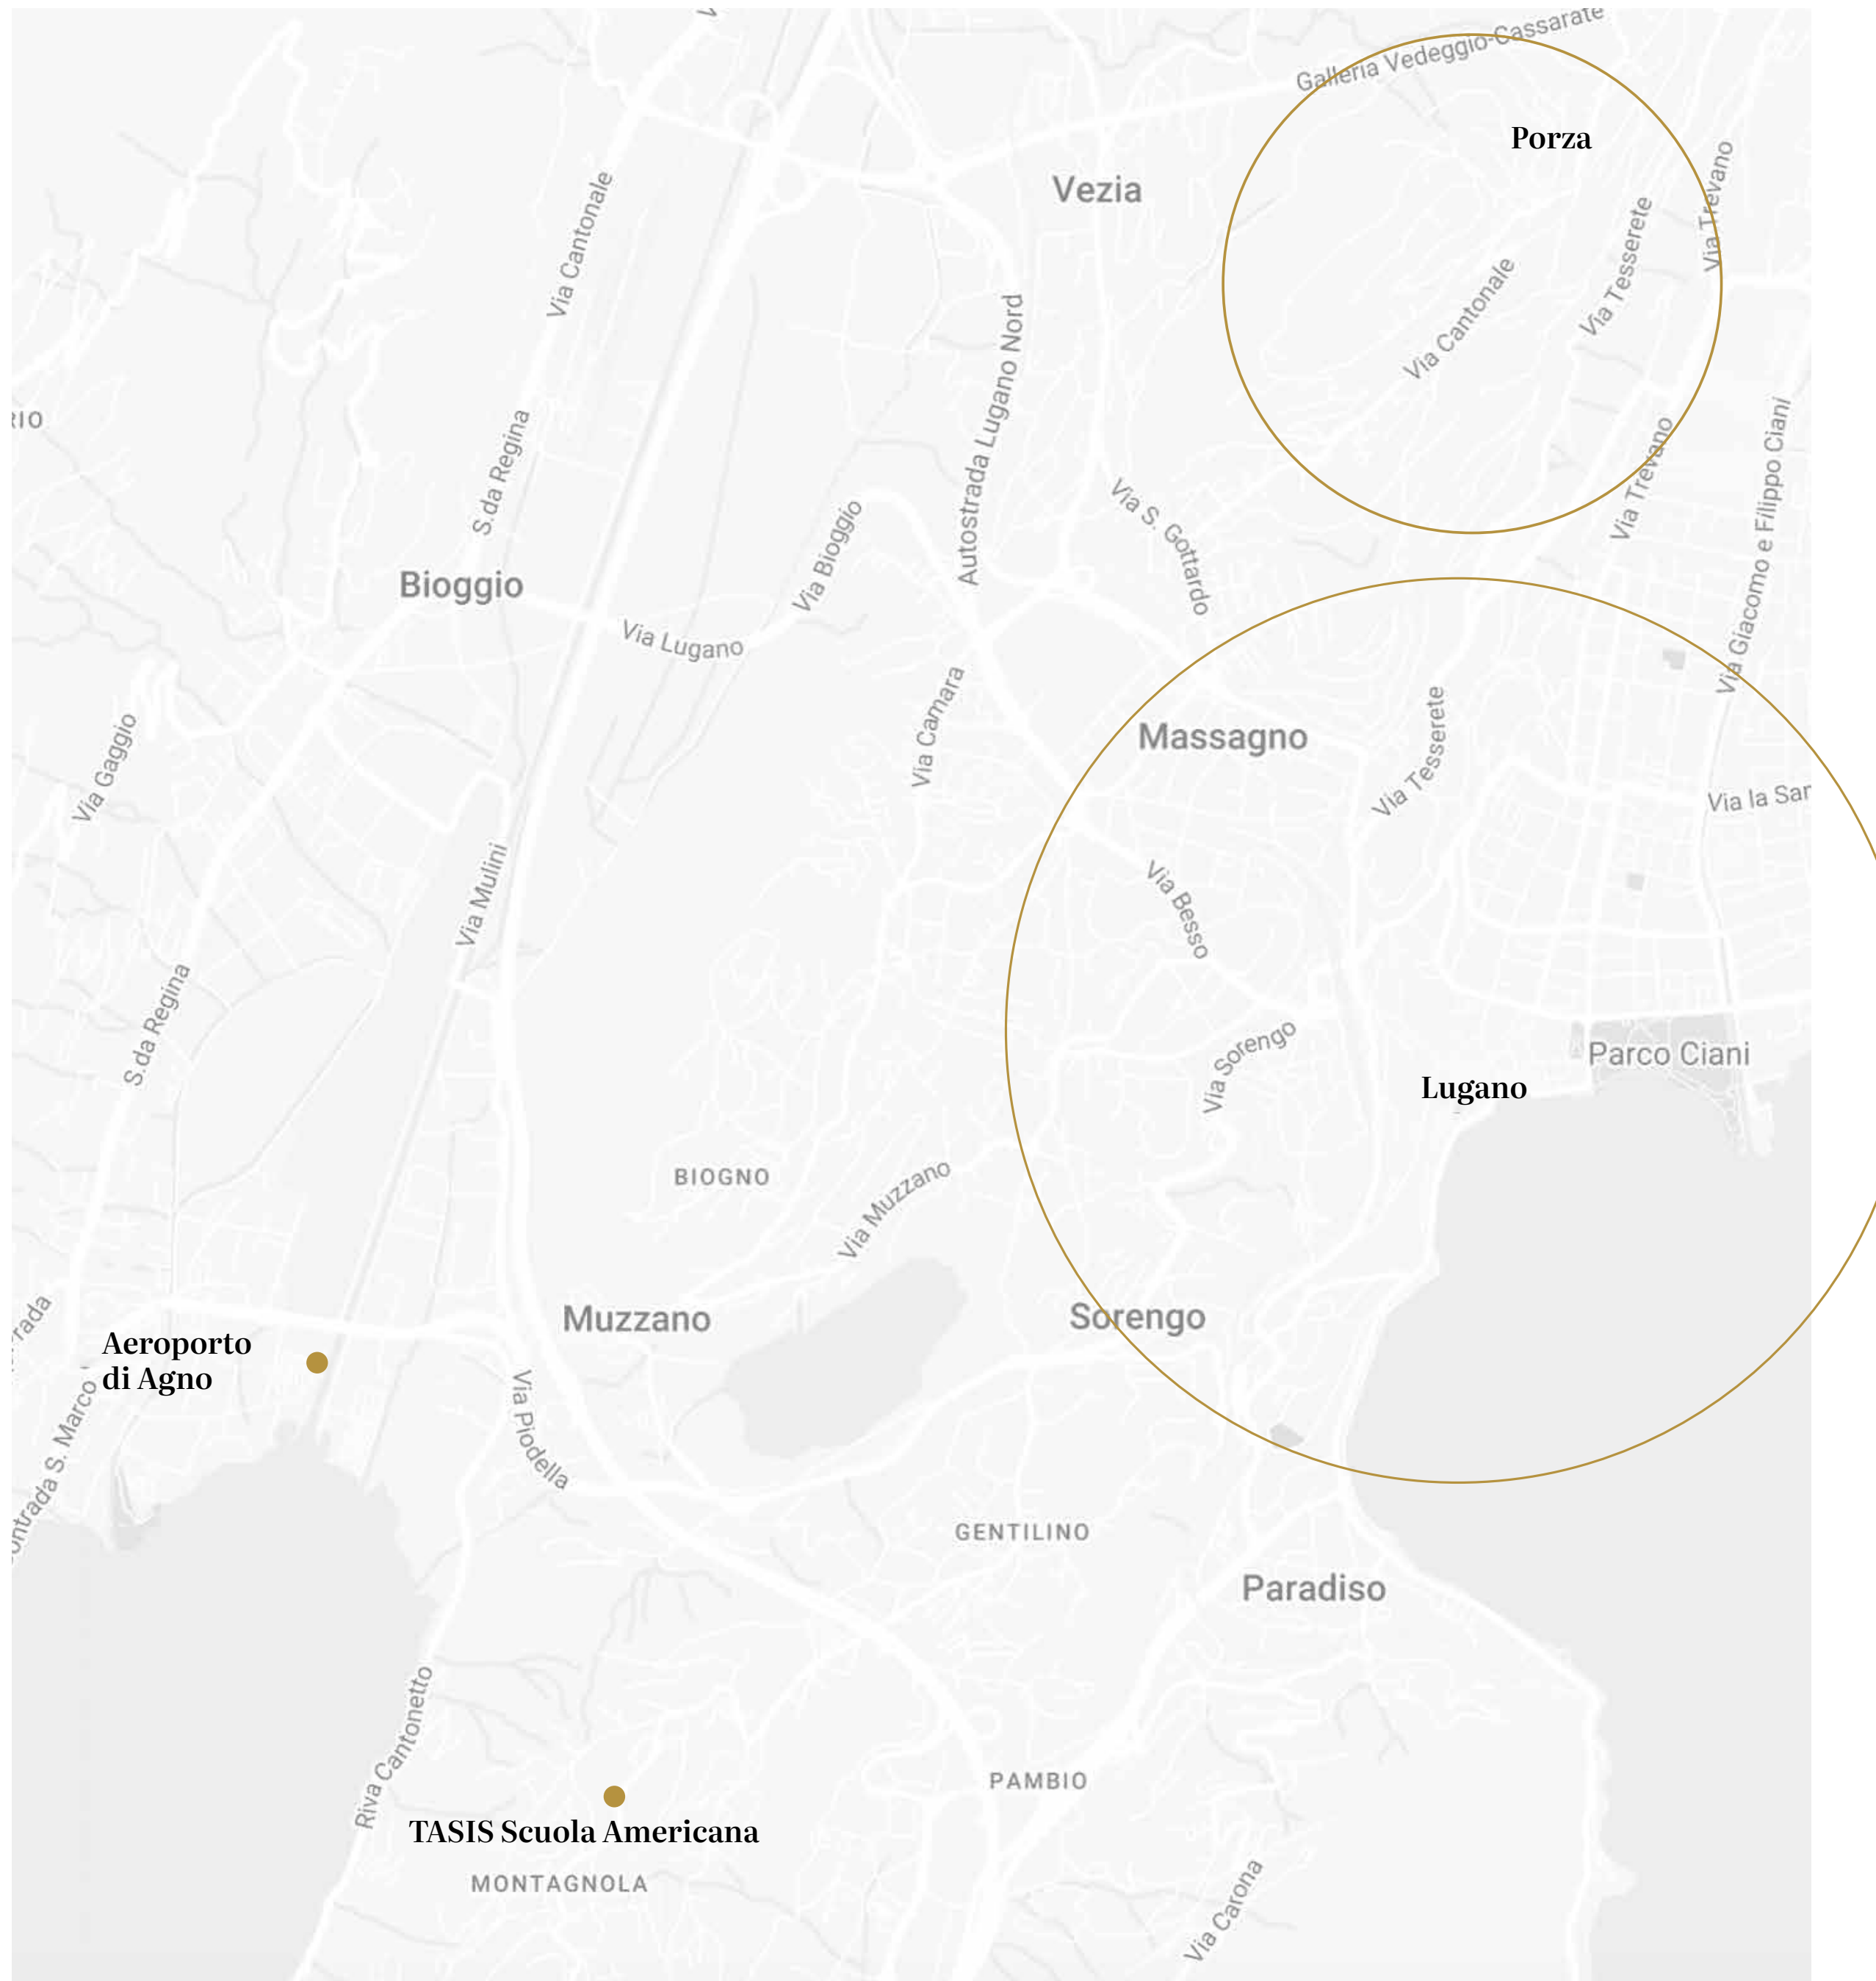 Galleria Vedeggio-Cassarate
Porza
Vezia
Via Trevano
Via Cantonale
Via Tesserete
Via Cantonale
Autostrada Lugano Nord
Via Trevano
Via Giacomo e Filippo Ciani
S.da Regina
Via S. Gottardo
Via Bioggio
Bioggio
Via Lugano
Via Camara
Massagno
Via Tesserete
Via Gaggio
Via la Sar
Via Mulini
Via Besso
S.da Regina
Via Sorengo
Parco Ciani
Lugano
BIOGNO
Via Muzzano
Muzzano
Sorengo
Aeroporto
di Agno
Via Piodella
S. Marco
GENTILINO
Paradiso
Riva Cantonetto
PAMBIO
TASIS Scuola Americana
MONTAGNOLA
Via Carona